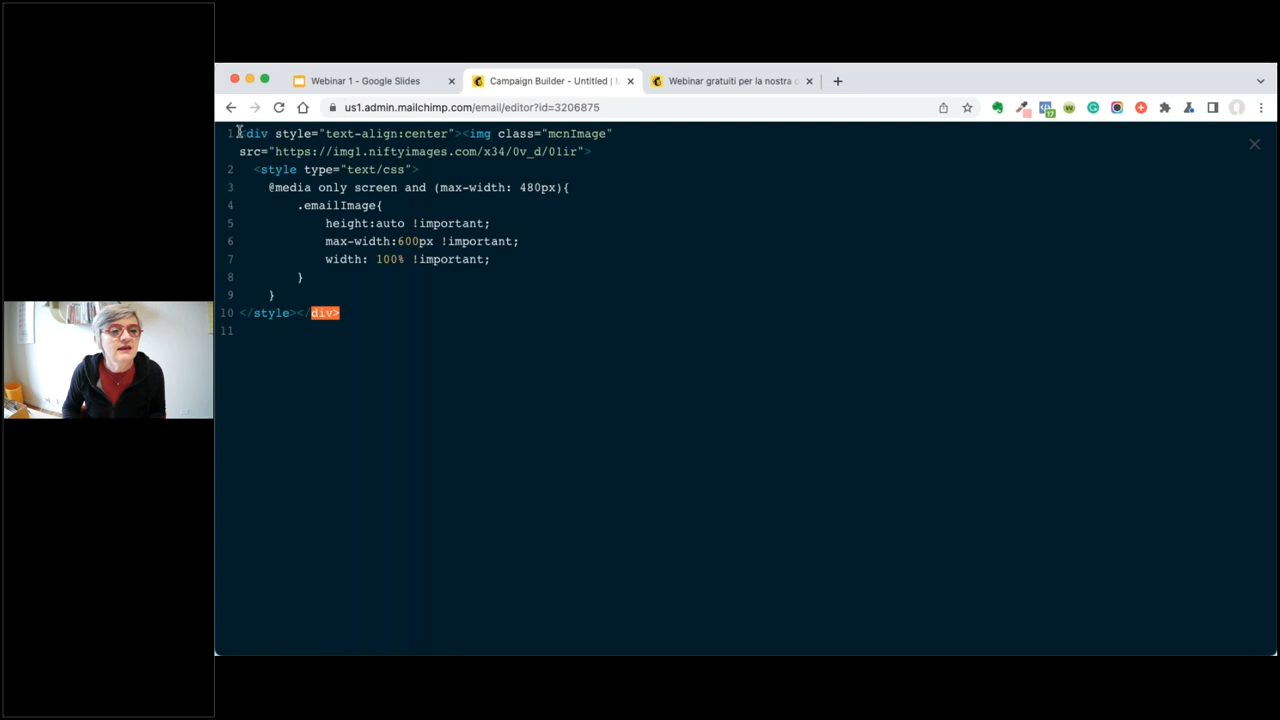 Webinar 1 - Google Slides
Campaign Builder - Untitled |
Webinar gratuiti per la nostra
us1.admin.mailchimp.com/email/editor?id=3206875
17
1 <div style="text-align:center"><img class="mcnImage"
src="https://img1.niftyimages.com/x34/0v_d/01ir">
2 <style type="text/css">
3 @media only screen and (max-width: 480px){
4 .emailImage{
5 height:auto !important;
6 max-width:600px !important;
7 width: 100% !important;
8 }
9 }
10 </style></div>
11